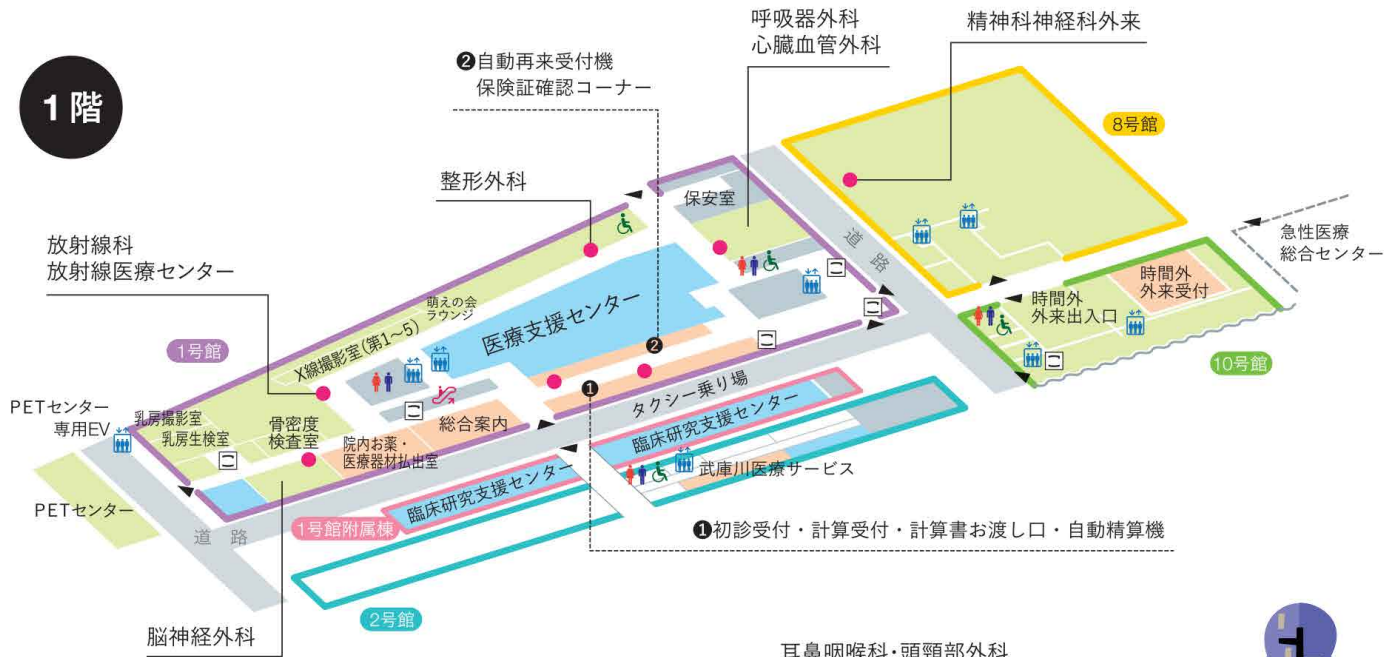 1階
❷自動再来受付機
保険証確認コーナー
呼吸器外科
心臓血管外科
精神科神経科外来
8号館
整形外科
保安室
道路
急性医療
総合センター
放射線科
放射線医療センター
時間外
外来受付
時間外
外来出入口
萌えの会
ラウンジ
医療支援センター
X線撮影室(第1〜5)
1号館
❷
❶
10号館
タクシー乗り場
PETセンター
専用EV
乳房撮影室
乳房生検室
骨密度
検査室
院内お薬・
医療器材払出室
総合案内
臨床研究支援センター
武庫川医療サービス
臨床研究支援センター
PETセンター
道路
1号館附属棟
❶初診受付・計算受付・計算書お渡し口・自動精算機
2号館
脳神経外科
耳鼻咽喉科・頭頸部外科